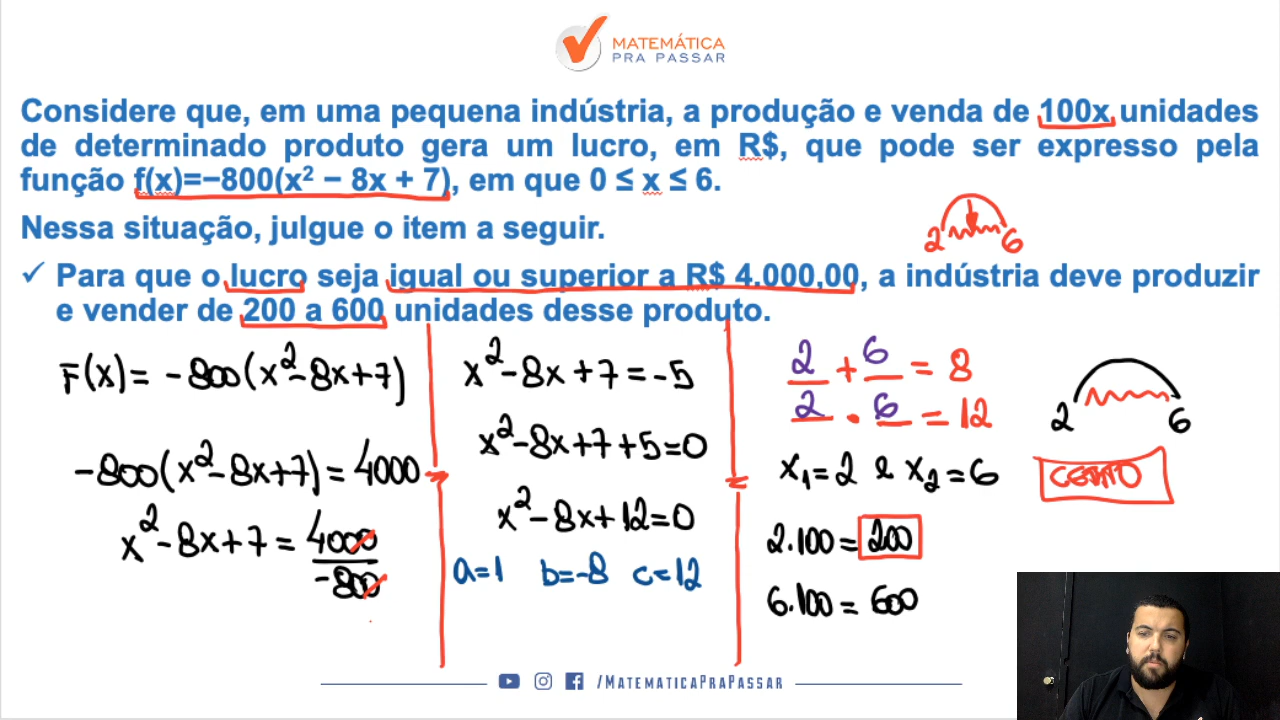 MATEMÁTICA
PRA PASSAR
Considere que, em uma pequena indústria, a produção e venda de 100x unidades
de determinado produto gera um lucro, em R$, que pode ser expresso pela
função f(x)=−800(x² − 8x + 7), em que 0 ≤ x ≤ 6.
Nessa situação, julgue o item a seguir.
2 6
✓ Para que o lucro seja igual ou superior a R$ 4.000,00, a indústria deve produzir
e vender de 200 a 600 unidades desse produto.
F(x) = -800(x²-8x+7)
-800(x²-8x+7) = 4000
x²-8x+7 = 4000
-800
x²-8x+7 = -5
x²-8x+7+5=0
x²-8x+12=0
a=1 b=-8 c=12
2 + 6 = 8
2 . 6 = 12
x₁=2 e x₂=6
2.100 = 200
6.100 = 600
2 6
CERTO
/MATEMATICAPRAPASSAR